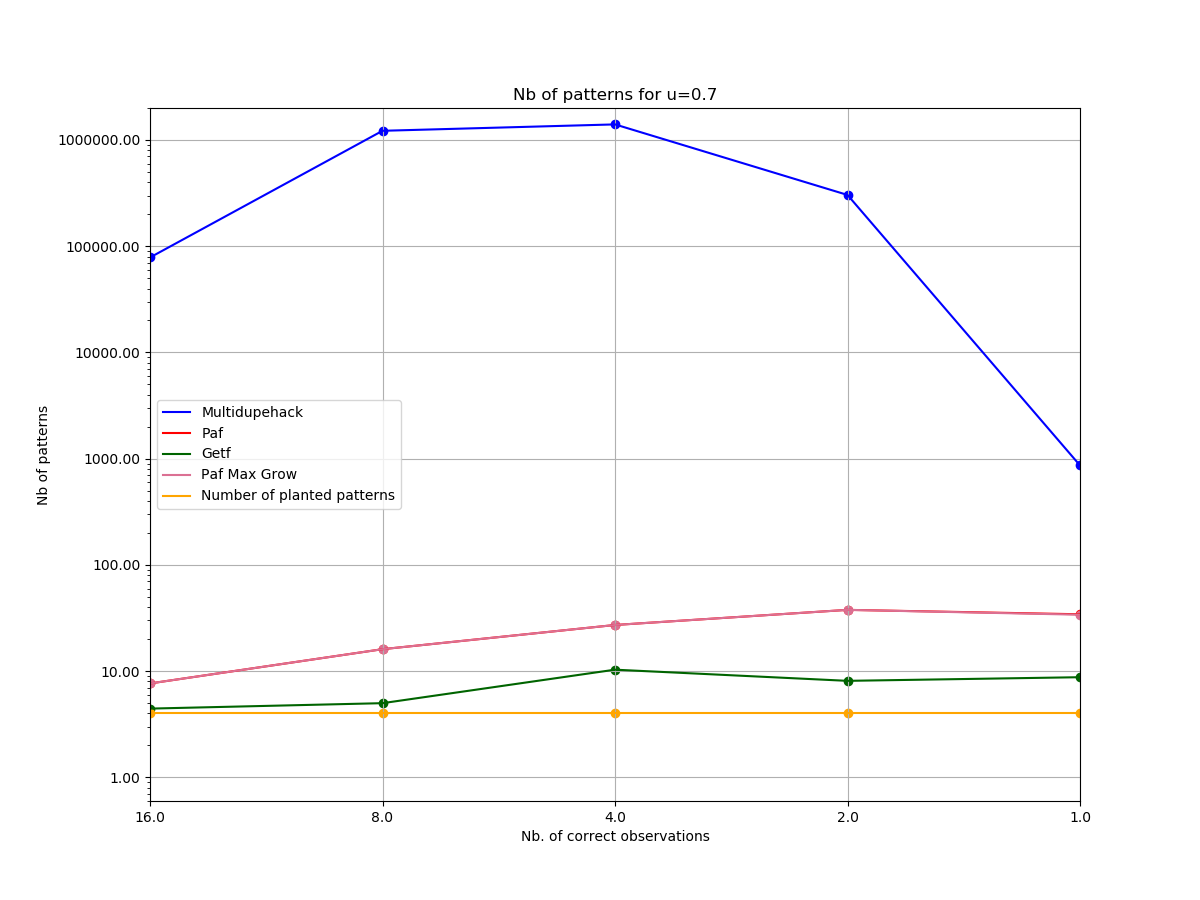 Nb of patterns for u=0.7
1000000.00
100000.00
10000.00
1000.00
100.00
10.00
1.00
Nb of patterns
Multidupehack
Paf
Getf
Paf Max Grow
Number of planted patterns
16.0 8.0 4.0 2.0 1.0
Nb. of correct observations